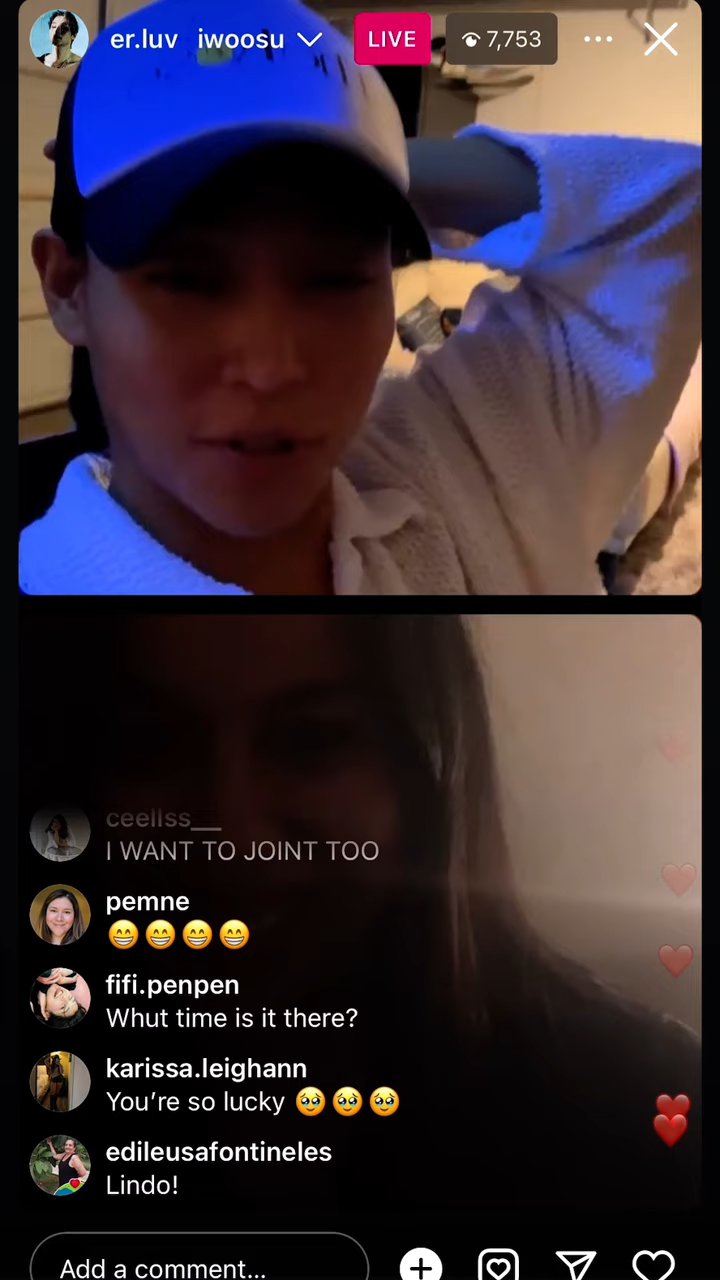 er.luv iwoosu
LIVE
7,753
ceellss__
I WANT TO JOINT TOO
pemne
😁😁😁😁
fifi.penpen
Whut time is it there?
karissa.leighann
You’re so lucky 🥹🥹🥹
edileusafontineles
Lindo!
Add a comment...